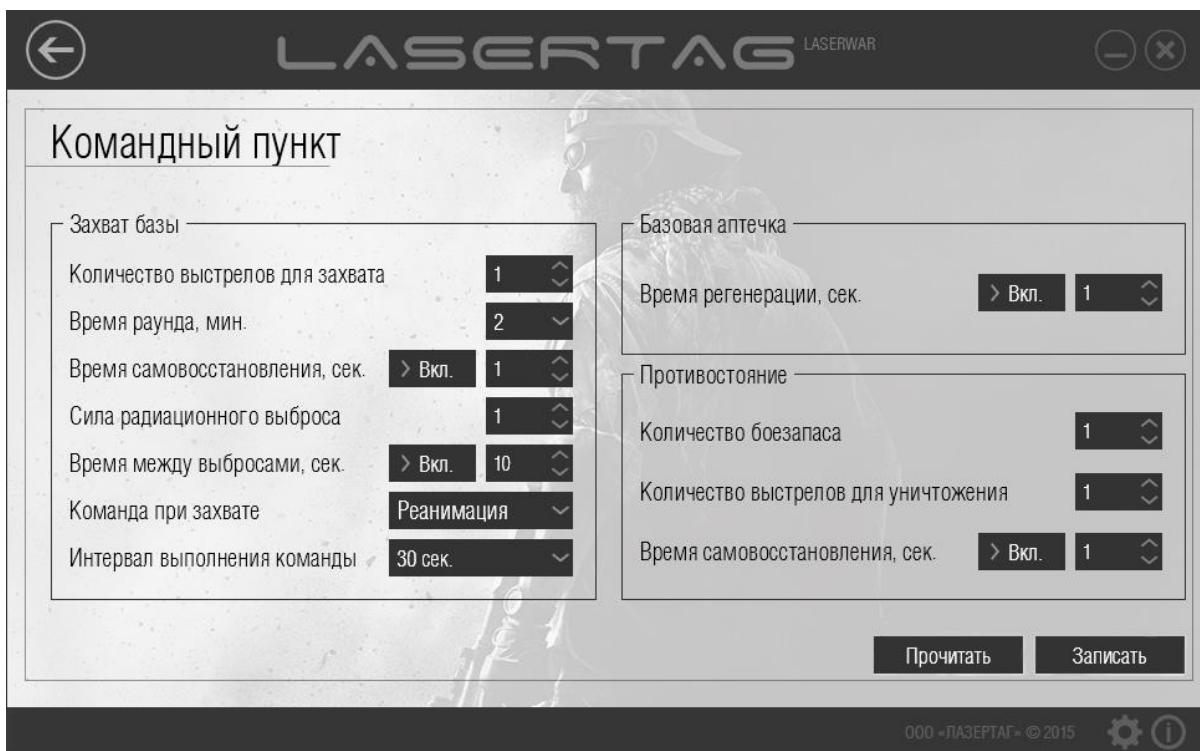 LASERTAG LASERWAR
Командный пункт
Захват базы
Количество выстрелов для захвата 1
Время раунда, мин. 2
Время самовосстановления, сек. > Вкл. 1
Сила радиационного выброса 1
Время между выбросами, сек. > Вкл. 10
Команда при захвате Реанимация
Интервал выполнения команды 30 сек.
Базовая аптечка
Время регенерации, сек. > Вкл. 1
Противостояние
Количество боезапаса 1
Количество выстрелов для уничтожения 1
Время самовосстановления, сек. > Вкл. 1
Прочитать Записать
ООО «ЛАЗЕРТАГ» © 2015